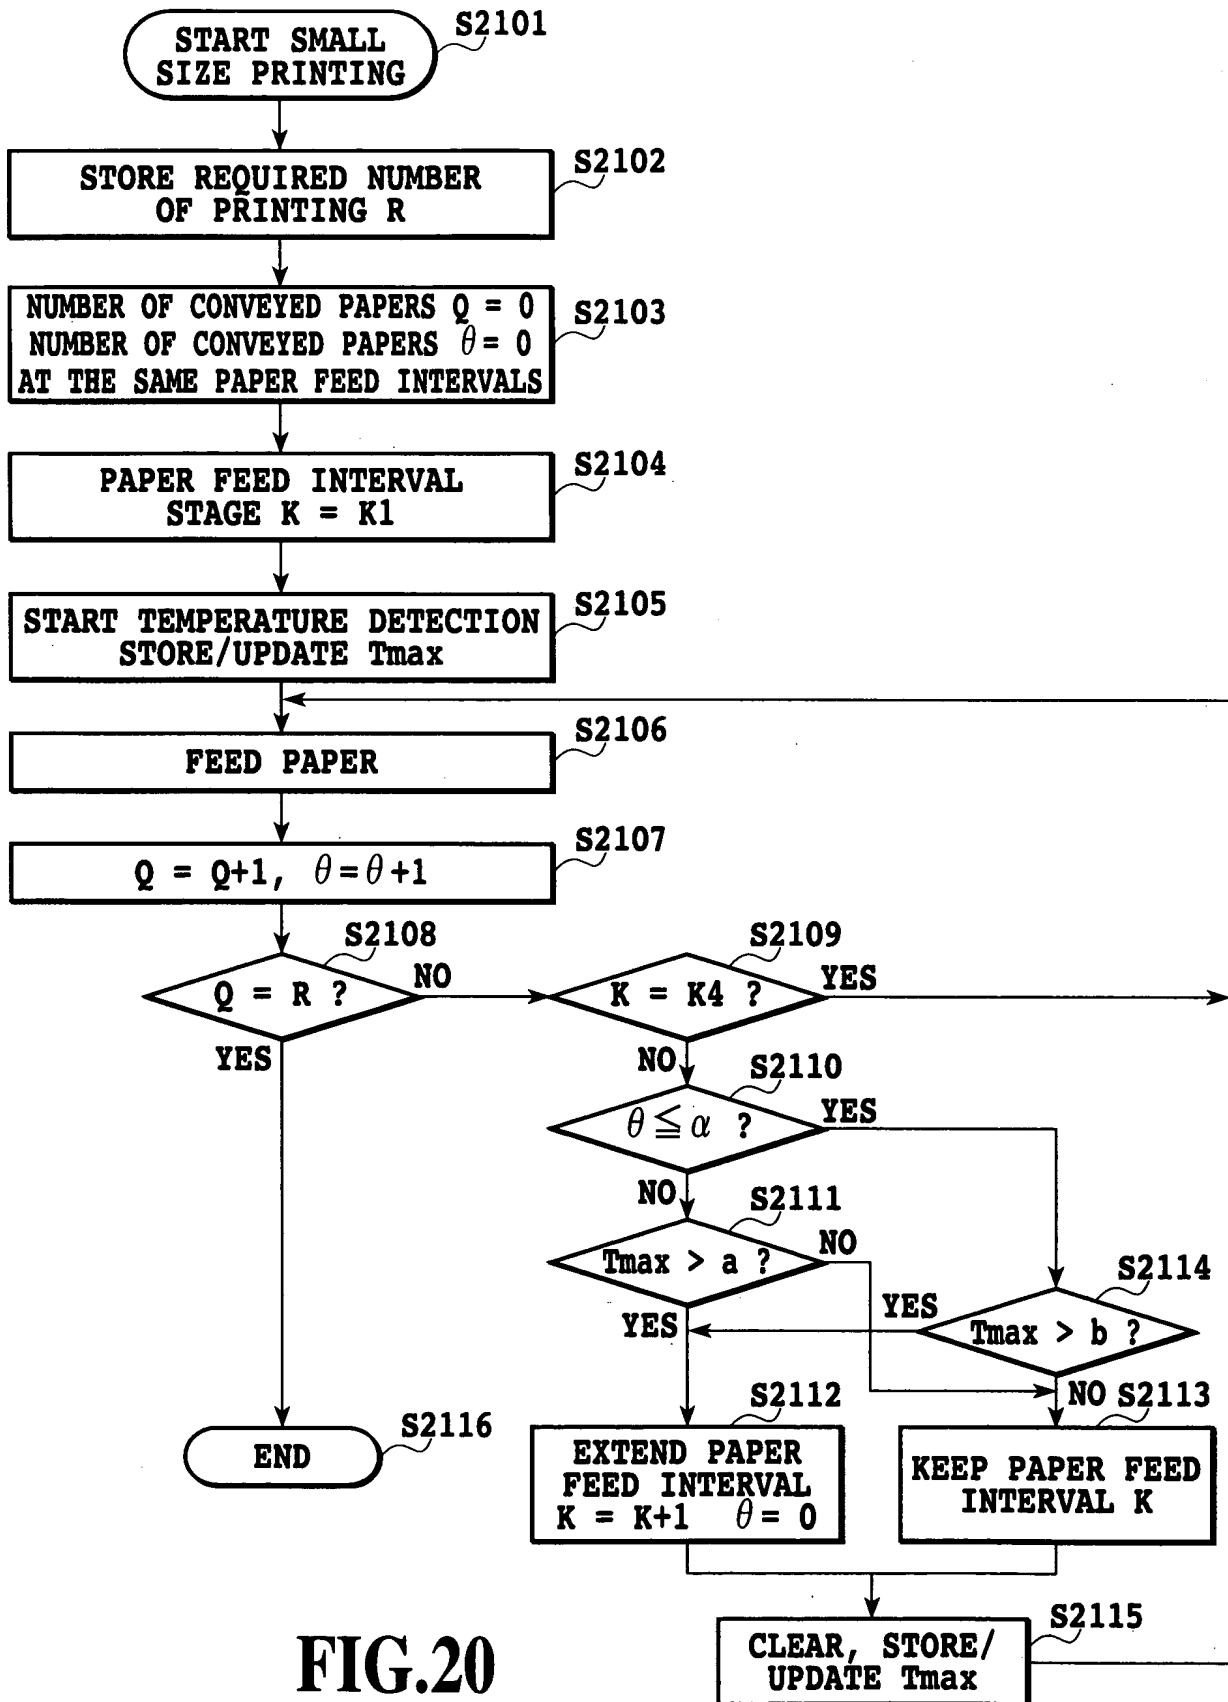 START SMALL
SIZE PRINTING
S2101
STORE REQUIRED NUMBER
OF PRINTING R
S2102
NUMBER OF CONVEYED PAPERS Q = 0
NUMBER OF CONVEYED PAPERS θ = 0
AT THE SAME PAPER FEED INTERVALS
S2103
PAPER FEED INTERVAL
STAGE K = K1
S2104
START TEMPERATURE DETECTION
STORE/UPDATE Tmax
S2105
FEED PAPER
S2106
Q = Q+1, θ = θ +1
S2107
Q = R ?
S2108
NO
YES
K = K4 ?
S2109
YES
NO
θ ≦ α ?
S2110
YES
NO
Tmax > a ?
S2111
NO
YES
Tmax > b ?
S2114
YES
NO
END
S2116
EXTEND PAPER
FEED INTERVAL
K = K+1 θ = 0
S2112
KEEP PAPER FEED
INTERVAL K
S2113
CLEAR, STORE/
UPDATE Tmax
S2115
FIG.20